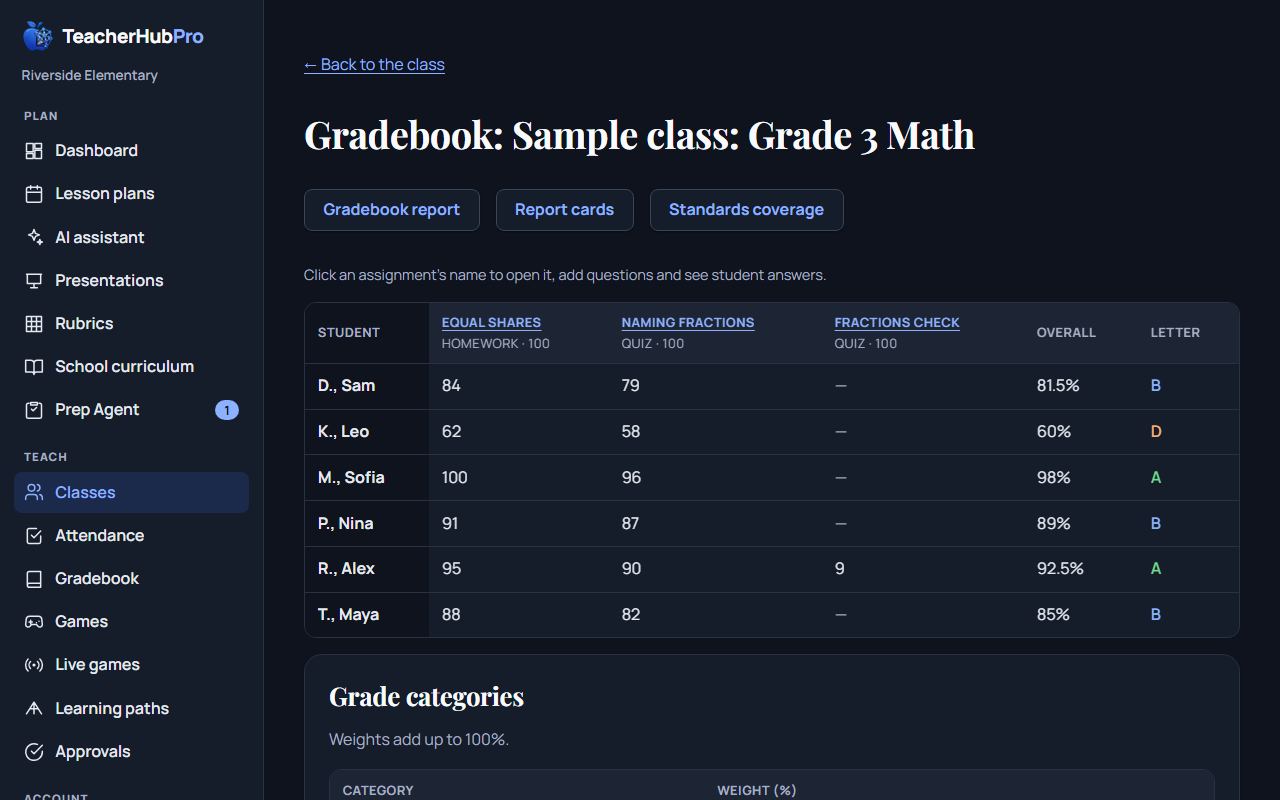 TeacherHubPro
Riverside Elementary
PLAN
Dashboard
Lesson plans
AI assistant
Presentations
Rubrics
School curriculum
Prep Agent 1
TEACH
Classes
Attendance
Gradebook
Games
Live games
Learning paths
Approvals
ACCOUNT
← Back to the class
Gradebook: Sample class: Grade 3 Math
Gradebook report Report cards Standards coverage
Click an assignment's name to open it, add questions and see student answers.
STUDENT EQUAL SHARES NAMING FRACTIONS FRACTIONS CHECK OVERALL LETTER
HOMEWORK · 100 QUIZ · 100 QUIZ · 100
D., Sam 84 79 — 81.5% B
K., Leo 62 58 — 60% D
M., Sofia 100 96 — 98% A
P., Nina 91 87 — 89% B
R., Alex 95 90 9 92.5% A
T., Maya 88 82 — 85% B
Grade categories
Weights add up to 100%.
CATEGORY WEIGHT (%)